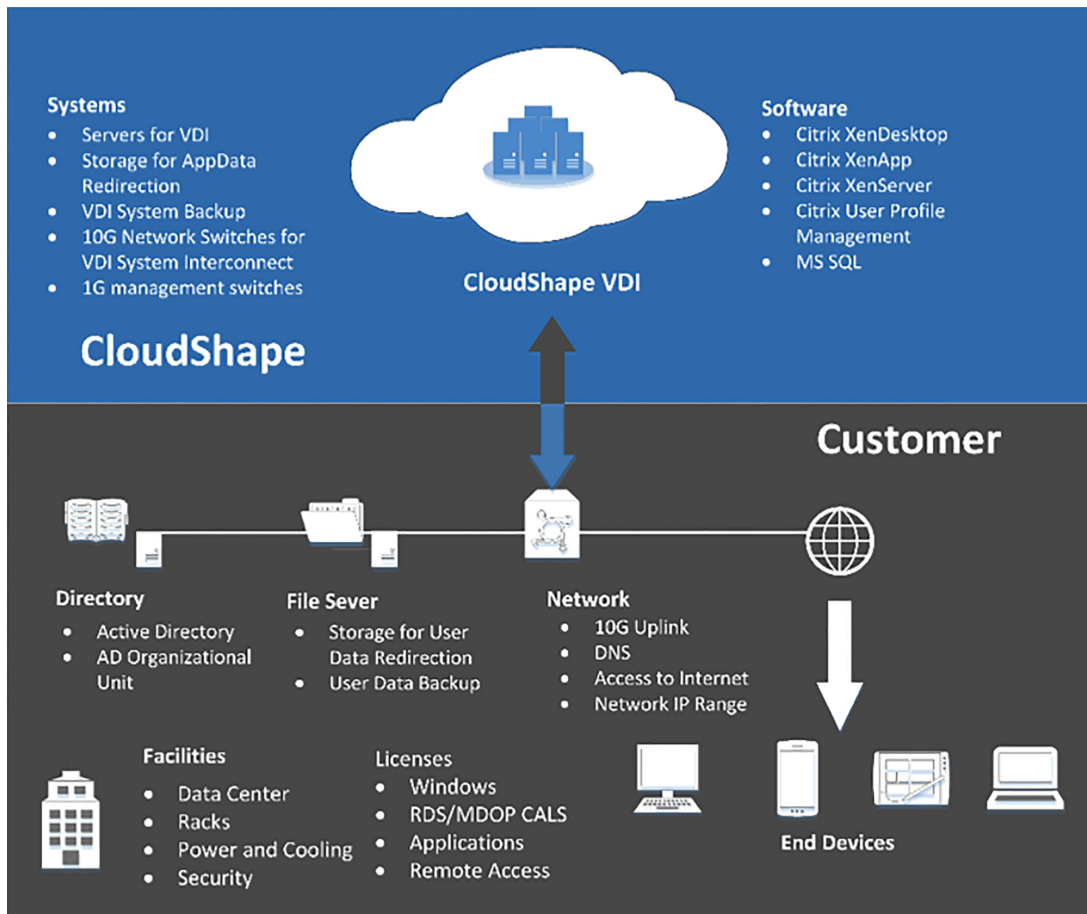 Systems
• Servers for VDI
• Storage for AppData
Redirection
• VDI System Backup
• 10G Network Switches for
VDI System Interconnect
• 1G management switches
CloudShape
CloudShape VDI
Software
• Citrix XenDesktop
• Citrix XenApp
• Citrix XenServer
• Citrix User Profile
Management
• MS SQL
Customer
Directory
• Active Directory
• AD Organizational
Unit
File Sever
• Storage for User
Data Redirection
• User Data Backup
Network
• 10G Uplink
• DNS
• Access to Internet
• Network IP Range
Facilities
• Data Center
• Racks
• Power and Cooling
• Security
Licenses
• Windows
• RDS/MDOP CALS
• Applications
• Remote Access
End Devices